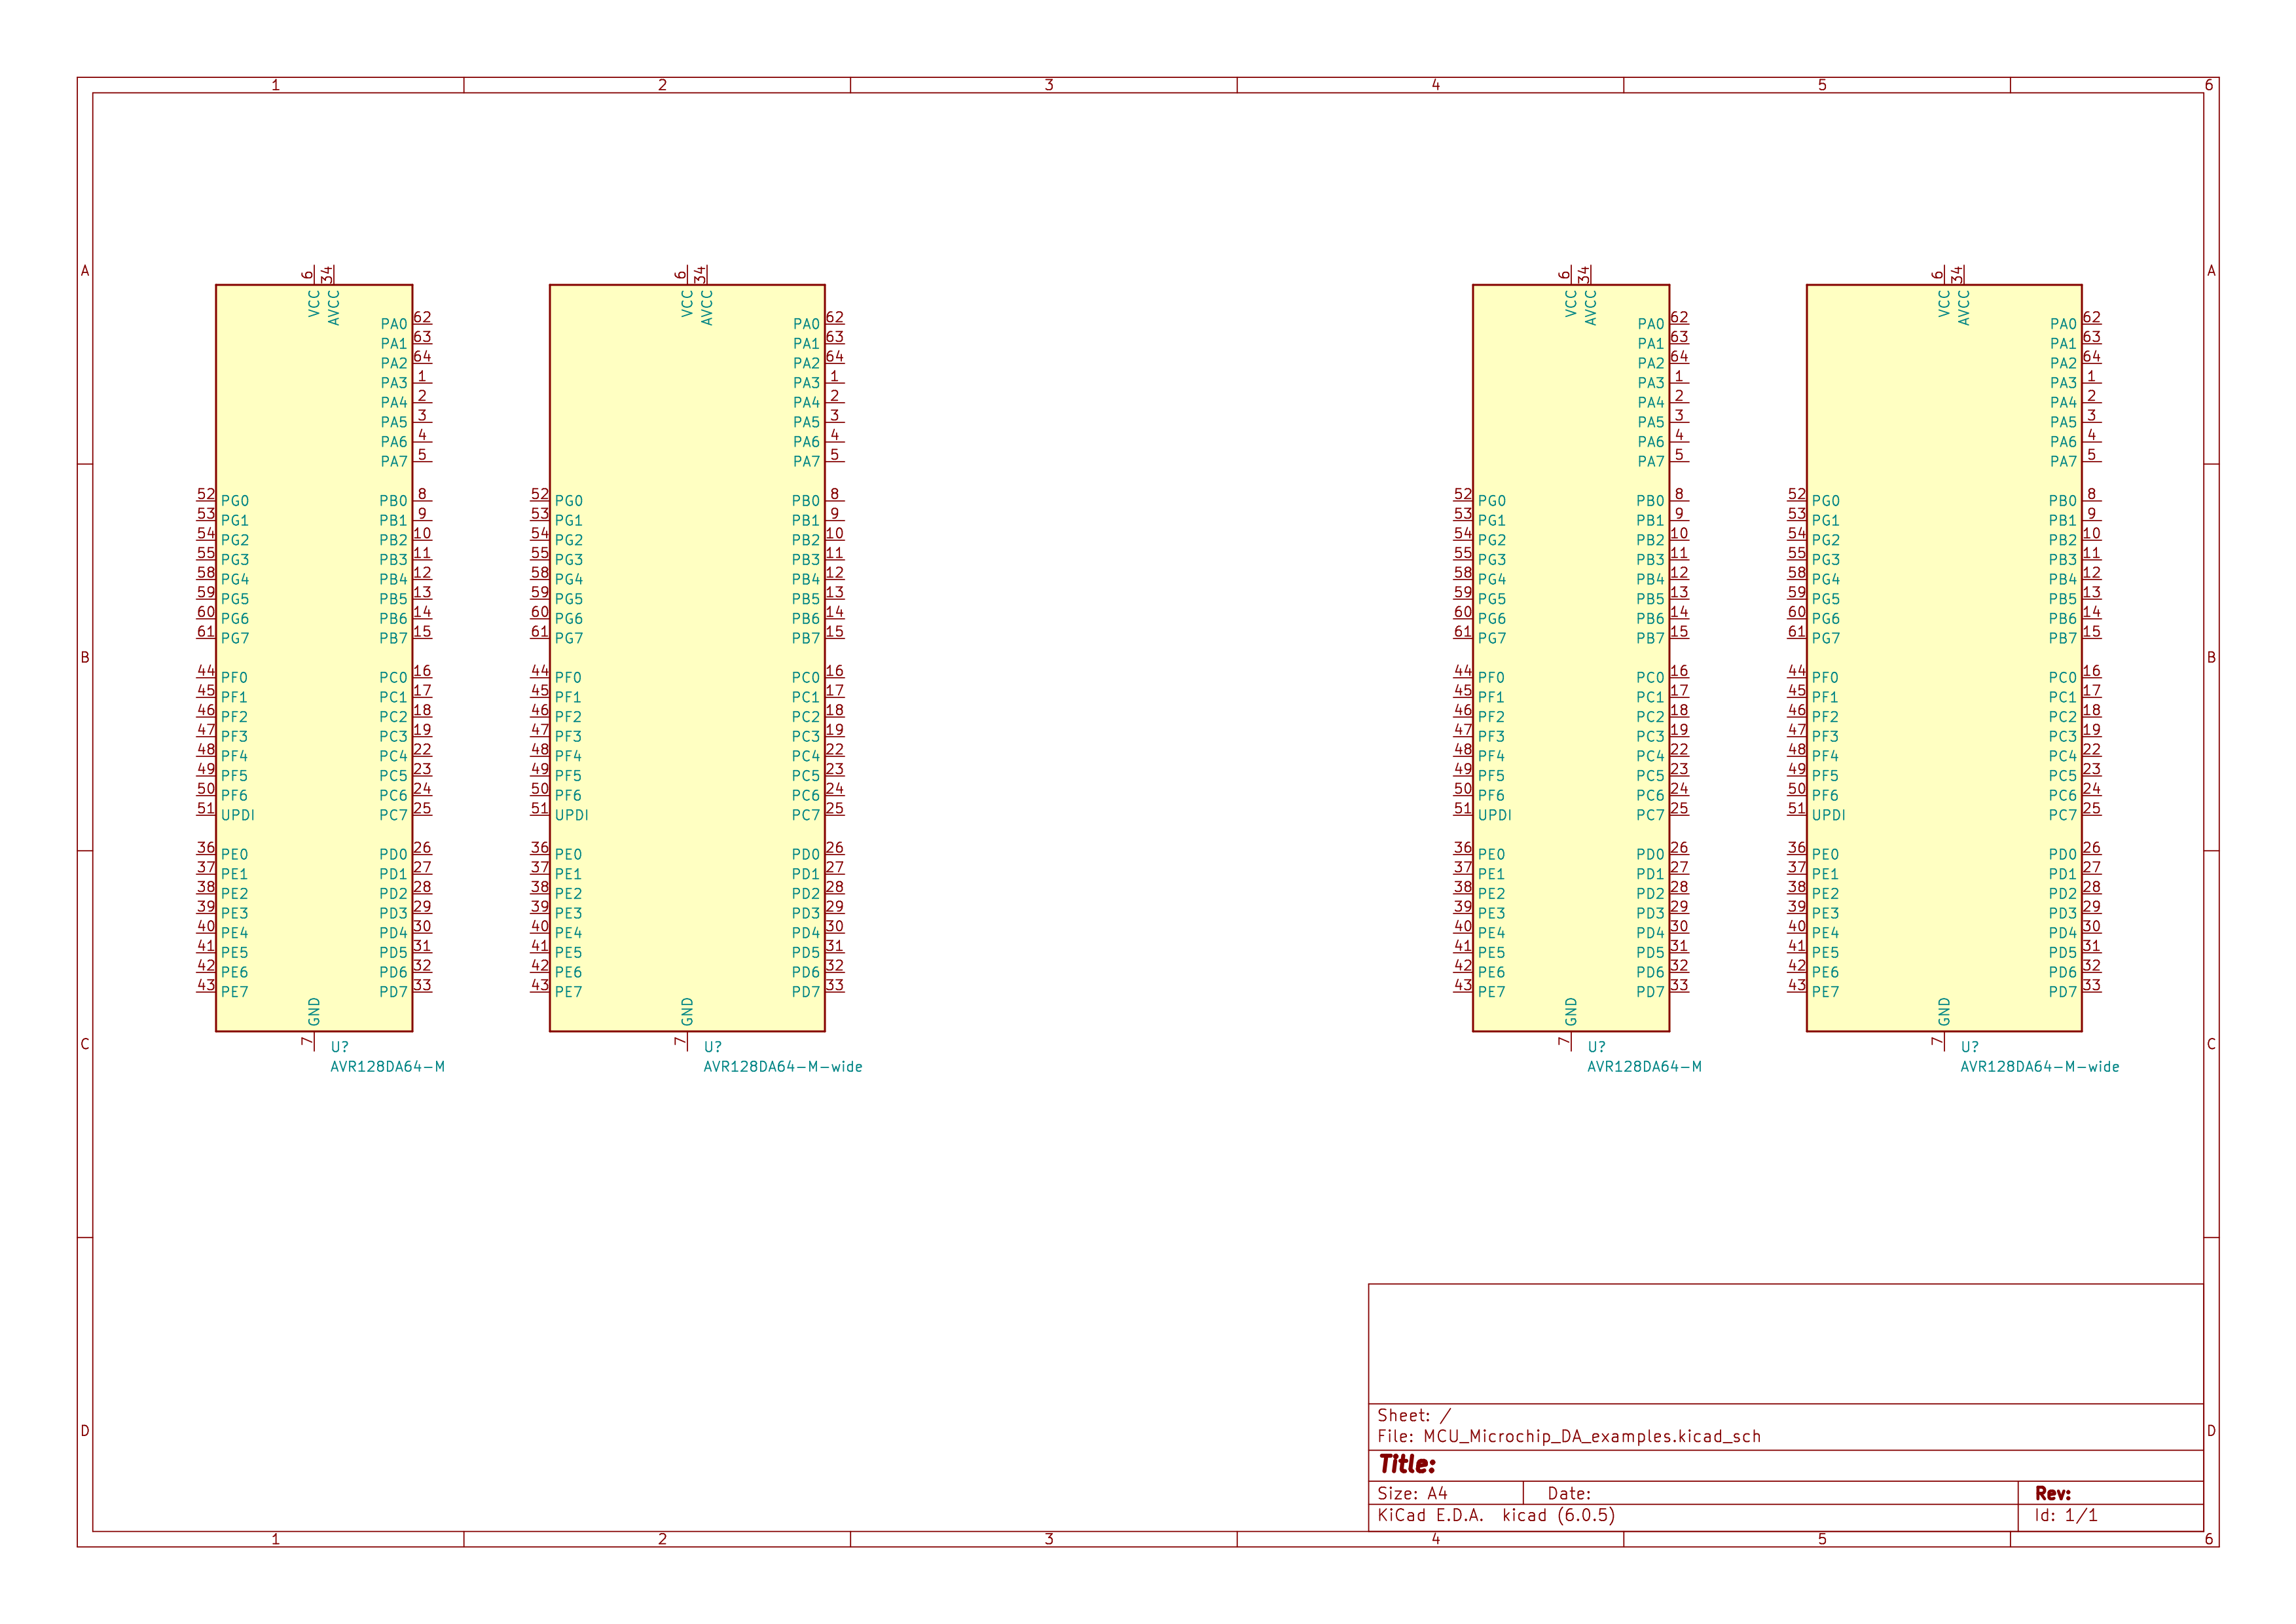 1 2 3 4 5 6
A A
6 34 6 34 6 34 6 34
VCC AVCC VCC AVCC VCC AVCC VCC AVCC
PA0 62 PA0 62 PA0 62 PA0 62
PA1 63 PA1 63 PA1 63 PA1 63
PA2 64 PA2 64 PA2 64 PA2 64
PA3 1 PA3 1 PA3 1 PA3 1
PA4 2 PA4 2 PA4 2 PA4 2
PA5 3 PA5 3 PA5 3 PA5 3
PA6 4 PA6 4 PA6 4 PA6 4
PA7 5 PA7 5 PA7 5 PA7 5
52 PG0 PB0 8 52 PG0 PB0 8 52 PG0 PB0 8 52 PG0 PB0 8
53 PG1 PB1 9 53 PG1 PB1 9 53 PG1 PB1 9 53 PG1 PB1 9
54 PG2 PB2 10 54 PG2 PB2 10 54 PG2 PB2 10 54 PG2 PB2 10
55 PG3 PB3 11 55 PG3 PB3 11 55 PG3 PB3 11 55 PG3 PB3 11
58 PG4 PB4 12 58 PG4 PB4 12 58 PG4 PB4 12 58 PG4 PB4 12
59 PG5 PB5 13 59 PG5 PB5 13 59 PG5 PB5 13 59 PG5 PB5 13
60 PG6 PB6 14 60 PG6 PB6 14 60 PG6 PB6 14 60 PG6 PB6 14
61 PG7 PB7 15 61 PG7 PB7 15 61 PG7 PB7 15 61 PG7 PB7 15
B B
44 PF0 PC0 16 44 PF0 PC0 16 44 PF0 PC0 16 44 PF0 PC0 16
45 PF1 PC1 17 45 PF1 PC1 17 45 PF1 PC1 17 45 PF1 PC1 17
46 PF2 PC2 18 46 PF2 PC2 18 46 PF2 PC2 18 46 PF2 PC2 18
47 PF3 PC3 19 47 PF3 PC3 19 47 PF3 PC3 19 47 PF3 PC3 19
48 PF4 PC4 22 48 PF4 PC4 22 48 PF4 PC4 22 48 PF4 PC4 22
49 PF5 PC5 23 49 PF5 PC5 23 49 PF5 PC5 23 49 PF5 PC5 23
50 PF6 PC6 24 50 PF6 PC6 24 50 PF6 PC6 24 50 PF6 PC6 24
51 UPDI PC7 25 51 UPDI PC7 25 51 UPDI PC7 25 51 UPDI PC7 25
36 PE0 PD0 26 36 PE0 PD0 26 36 PE0 PD0 26 36 PE0 PD0 26
37 PE1 PD1 27 37 PE1 PD1 27 37 PE1 PD1 27 37 PE1 PD1 27
38 PE2 PD2 28 38 PE2 PD2 28 38 PE2 PD2 28 38 PE2 PD2 28
39 PE3 PD3 29 39 PE3 PD3 29 39 PE3 PD3 29 39 PE3 PD3 29
40 PE4 PD4 30 40 PE4 PD4 30 40 PE4 PD4 30 40 PE4 PD4 30
41 PE5 PD5 31 41 PE5 PD5 31 41 PE5 PD5 31 41 PE5 PD5 31
42 PE6 PD6 32 42 PE6 PD6 32 42 PE6 PD6 32 42 PE6 PD6 32
43 PE7 PD7 33 43 PE7 PD7 33 43 PE7 PD7 33 43 PE7 PD7 33
GND GND GND GND
C C
7 U? 7 U? 7 U? 7 U?
AVR128DA64-M AVR128DA64-M-wide AVR128DA64-M AVR128DA64-M-wide
Sheet: /
File: MCU_Microchip_DA_examples.kicad_sch
D D
Title:
Size: A4 Date: Rev:
KiCad E.D.A. kicad (6.0.5) Id: 1/1
1 2 3 4 5 6